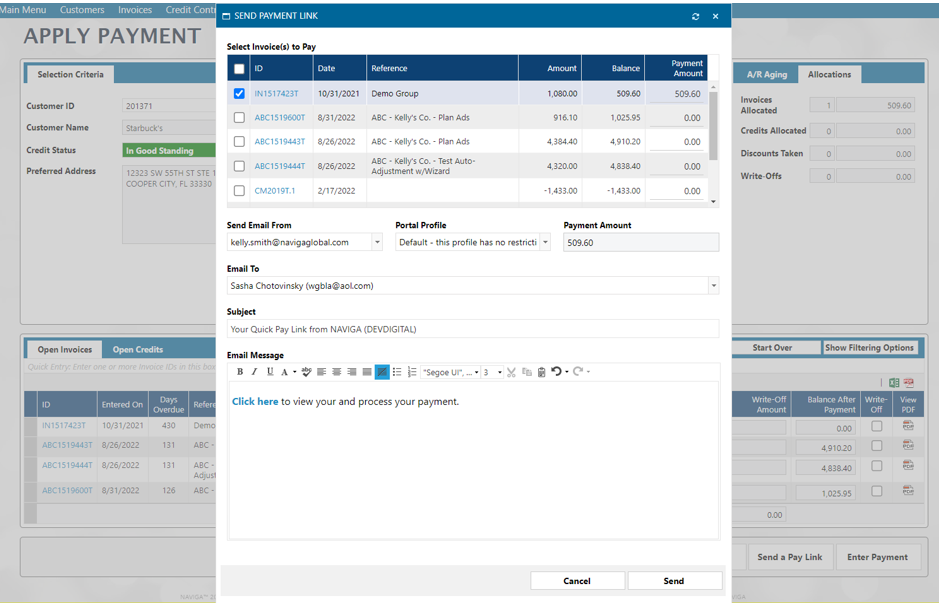 Main Menu Customers Invoices Credit Cont
APPLY PAYMENT
Selection Criteria
Customer ID 201371
Customer Name Starbuck's
Credit Status In Good Standing
Preferred Address 12323 SW 55TH ST STE 1
COOPER CITY, FL 33330
SEND PAYMENT LINK
Select Invoice(s) to Pay
ID Date Reference Amount Balance Payment Amount
IN1517423T 10/31/2021 Demo Group 1,080.00 509.60 509.60
ABC1519600T 8/31/2022 ABC - Kelly's Co. - Plan Ads 916.10 1,025.95 0.00
ABC1519443T 8/26/2022 ABC - Kelly's Co. - Plan Ads 4,384.40 4,910.20 0.00
ABC1519444T 8/26/2022 ABC - Kelly's Co. - Test Auto-
Adjustment w/Wizard 4,320.00 4,838.40 0.00
CM2019T.1 2/17/2022 -1,433.00 -1,433.00 0.00
Send Email From Portal Profile Payment Amount
kelly.smith@navigaglobal.com Default - this profile has no restricti 509.60
Email To
Sasha Chotovinsky (wgbla@aol.com)
Subject
Your Quick Pay Link from NAVIGA (DEVDIGITAL)
Email Message
B I U A abc "Segoe UI", ... 3
Click here to view your and process your payment.
Cancel Send
A/R Aging Allocations
Invoices
Allocated 1 509.60
Credits Allocated 0 0.00
Discounts Taken 0 0.00
Write-Offs 0 0.00
Open Invoices Open Credits
Start Over Show Filtering Options
Quick Entry: Enter one or more Invoice IDs in this box
ID Entered On Days Overdue Refere
IN1517423T 10/31/2021 430 Demo
ABC1519443T 8/26/2022 131 ABC -
ABC1519444T 8/26/2022 131 ABC -
Adjust
ABC1519600T 8/31/2022 126 ABC -
Write-Off Amount Balance After Payment Write-Off View PDF
0.00
4,910.20
4,838.40
1,025.95
0.00
Send a Pay Link Enter Payment